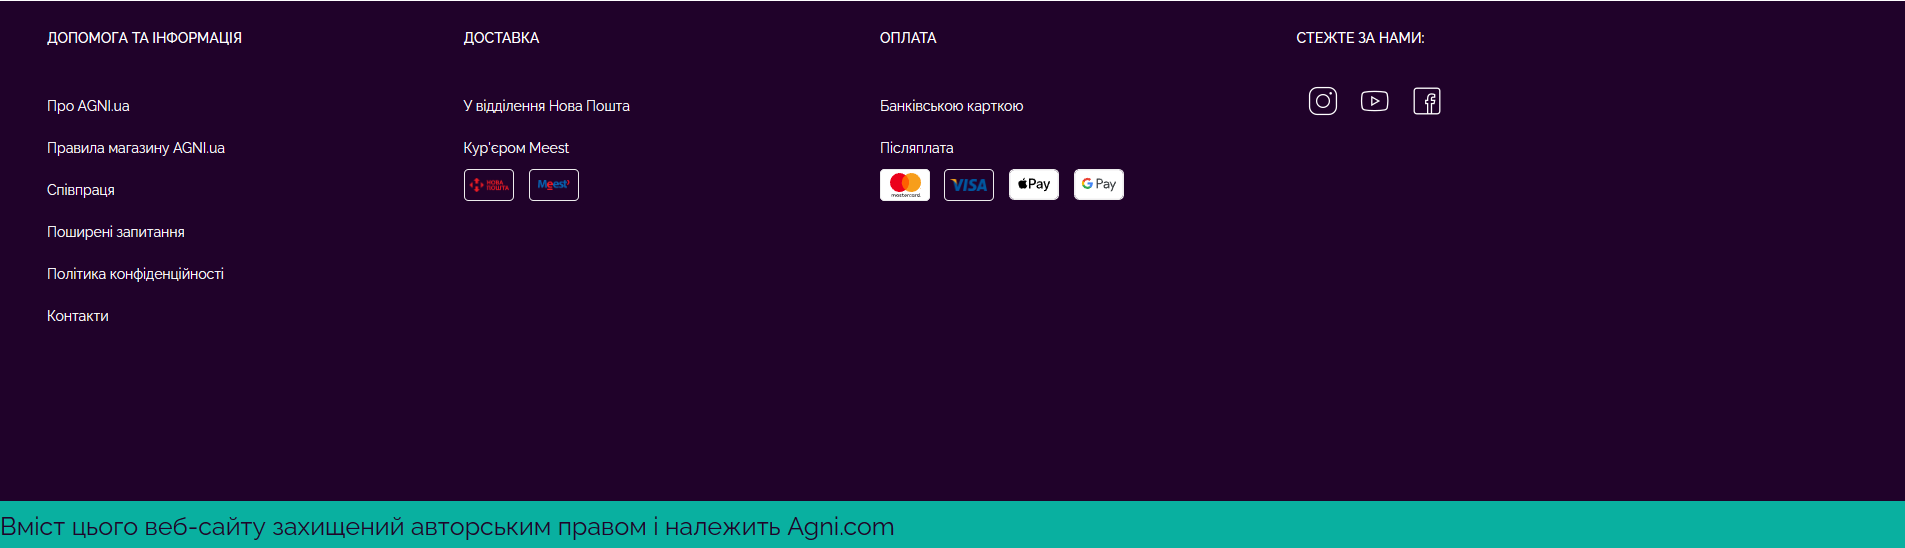 ДОПОМОГА ТА ІНФОРМАЦІЯ
Про AGNI.ua
Правила магазину AGNI.ua
Співпраця
Поширені запитання
Політика конфіденційності
Контакти
ДОСТАВКА
У відділення Нова Пошта
Кур'єром Meest
НОВА
ПОШТА
Meest
ОПЛАТА
Банківською карткою
Післяплата
mastercard.
VISA
Pay
G Pay
СТЕЖТЕ ЗА НАМИ:
Вміст цього веб-сайту захищений авторським правом і належить Agni.com